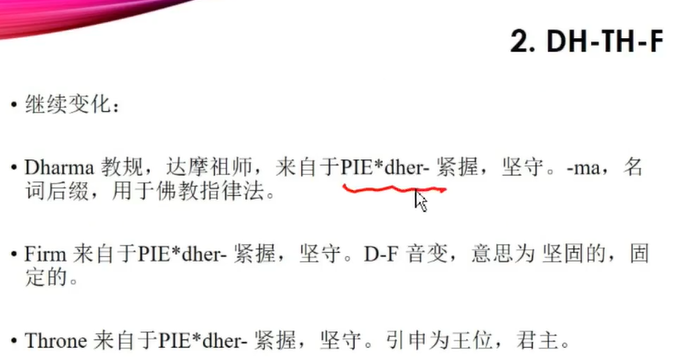 2. DH-TH-F
• 继续变化：
• Dharma 教规，达摩祖师，来自于PIE*dher- 紧握，坚守。-ma，名
词后缀，用于佛教指律法。
• Firm 来自于PIE*dher- 紧握，坚守。D-F 音变，意思为 坚固的，固
定的。
• Throne 来自于PIE*dher- 紧握，坚守。引申为王位，君主。